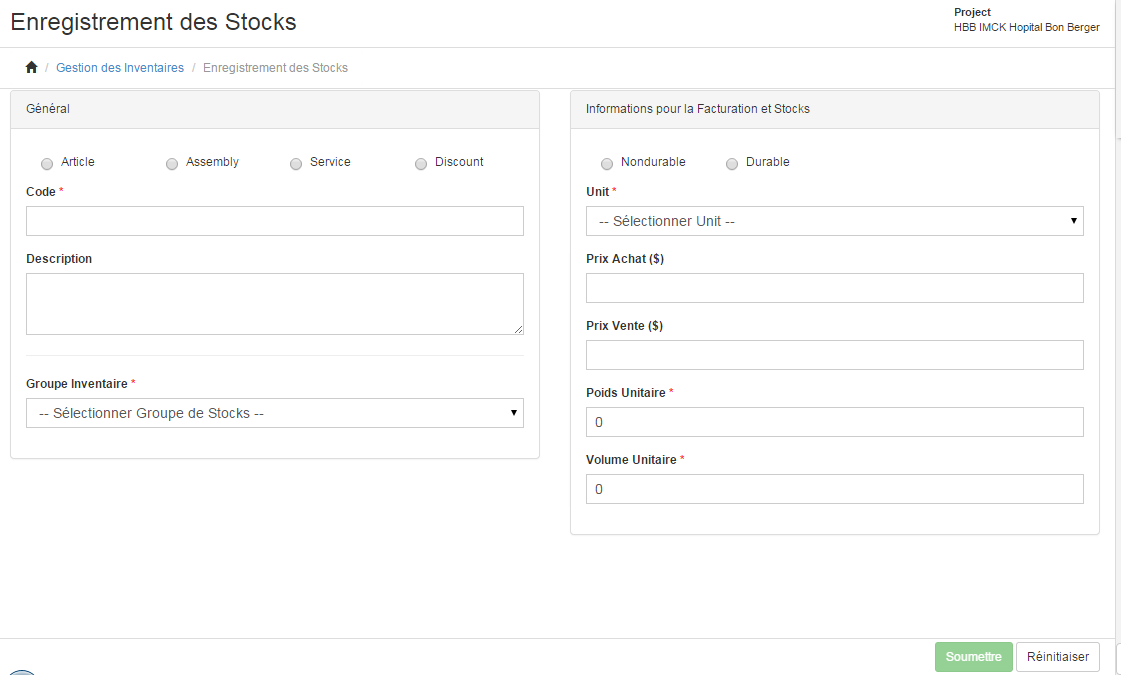 Enregistrement des Stocks
Project
HBB IMCK Hopital Bon Berger
/ Gestion des Inventaires / Enregistrement des Stocks
Général
Article Assembly Service Discount
Code *
Description
Groupe Inventaire *
-- Sélectionner Groupe de Stocks --
Informations pour la Facturation et Stocks
Nondurable Durable
Unit *
-- Sélectionner Unit --
Prix Achat ($)
Prix Vente ($)
Poids Unitaire *
0
Volume Unitaire *
0
Soumettre Réinitiaiser